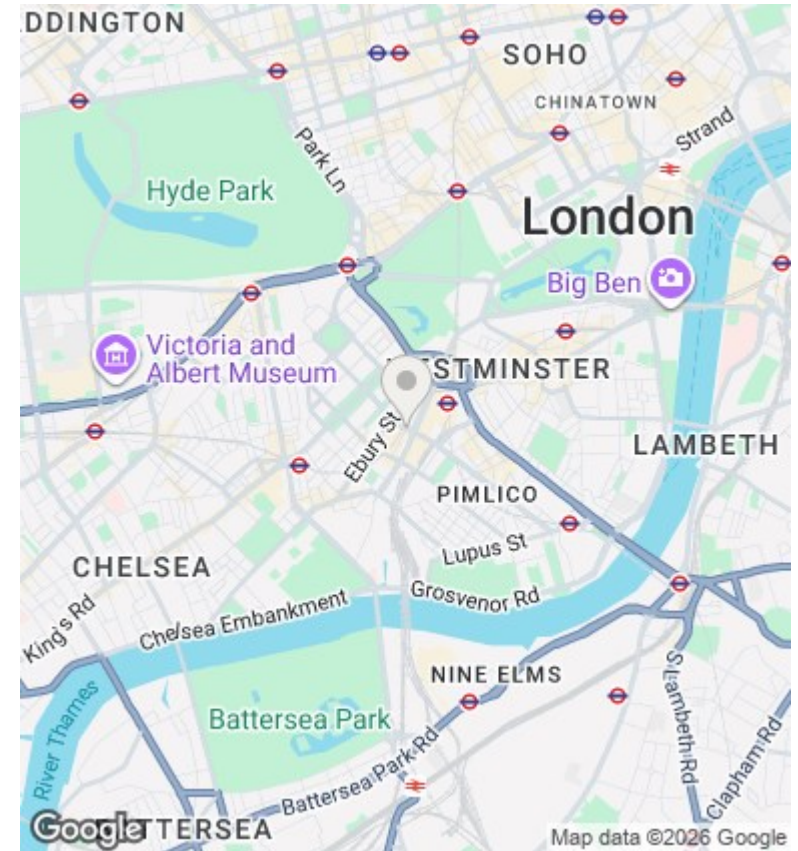 DDINGTON
SOHO
CHINATOWN
Strand
Park Ln
Hyde Park
London
Big Ben
Victoria and
Albert Museum
ESTMINSTER
Ebury St
LAMBETH
PIMLICO
Lupus St
CHELSEA
Grosvenor Rd
Chelsea Embankment
King's Rd
NINE ELMS
S Lambeth Rd
Battersea Park
River Thames
Battersea Park Rd
Clapham Rd
Google
TTERSEA
Map data ©2026 Google